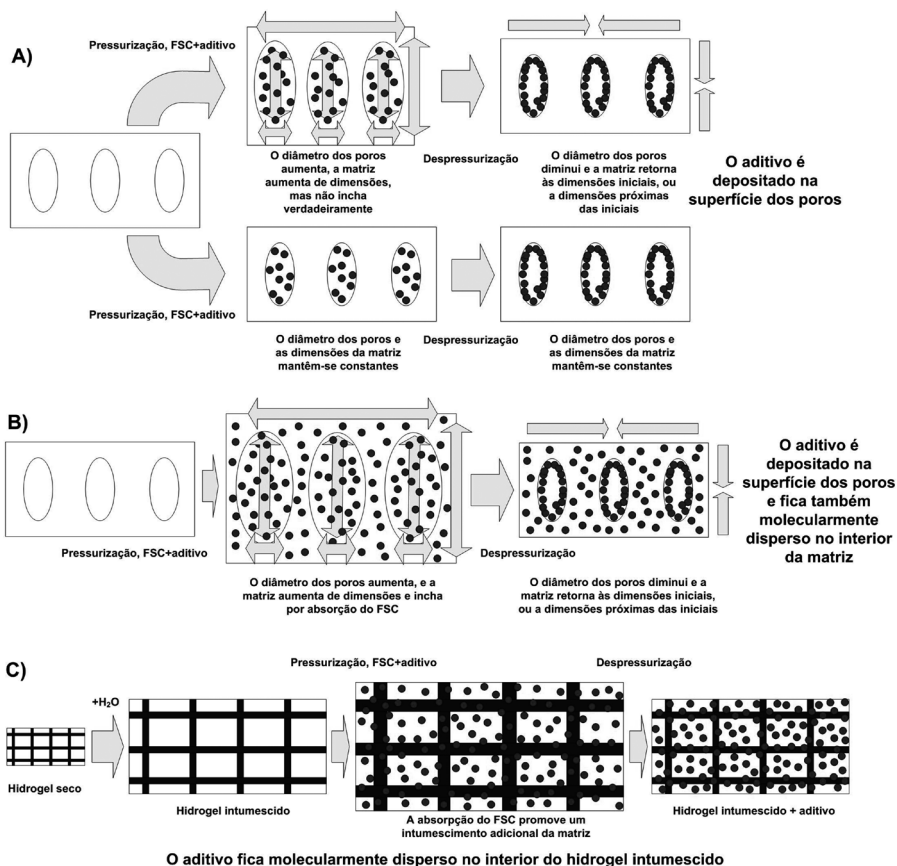 A)
Pressurização, FSC+aditivo
O diâmetro dos poros
aumenta, a matriz
aumenta de dimensões,
mas não incha
verdadeiramente
Despressurização
O diâmetro dos poros
diminui e a matriz retorna
às dimensões iniciais, ou
a dimensões próximas
das iniciais
O aditivo é
depositado na
superfície dos poros
Pressurização, FSC+aditivo
O diâmetro dos poros e
as dimensões da matriz
mantêm-se constantes
Despressurização
O diâmetro dos poros e
as dimensões da matriz
mantêm-se constantes
B)
Pressurização, FSC+aditivo
O diâmetro dos poros aumenta, e a
matriz aumenta de dimensões e incha
por absorção do FSC
Despressurização
O diâmetro dos poros diminui e a
matriz retorna às dimensões iniciais,
ou a dimensões próximas das iniciais
O aditivo é
depositado na
superfície dos poros
e fica também
molecularmente
disperso no interior
da matriz
C)
Pressurização, FSC+aditivo
Despressurização
+H₂O
Hidrogel seco
Hidrogel intumescido
A absorpção do FSC promove um
intumescimento adicional da matriz
Hidrogel intumescido + aditivo
O aditivo fica molecularmente disperso no interior do hidrogel intumescido